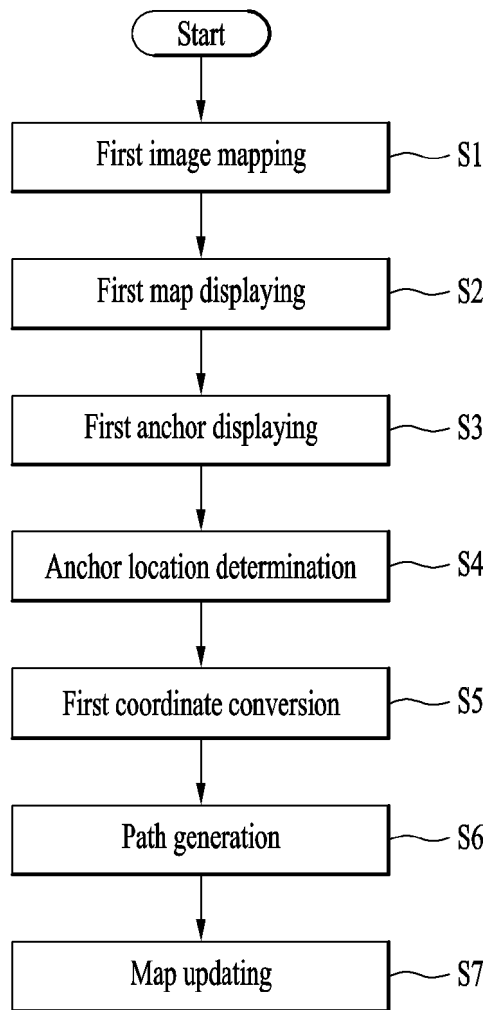 Start
First image mapping
S1
First map displaying
S2
First anchor displaying
S3
Anchor location determination
S4
First coordinate conversion
S5
Path generation
S6
Map updating
S7